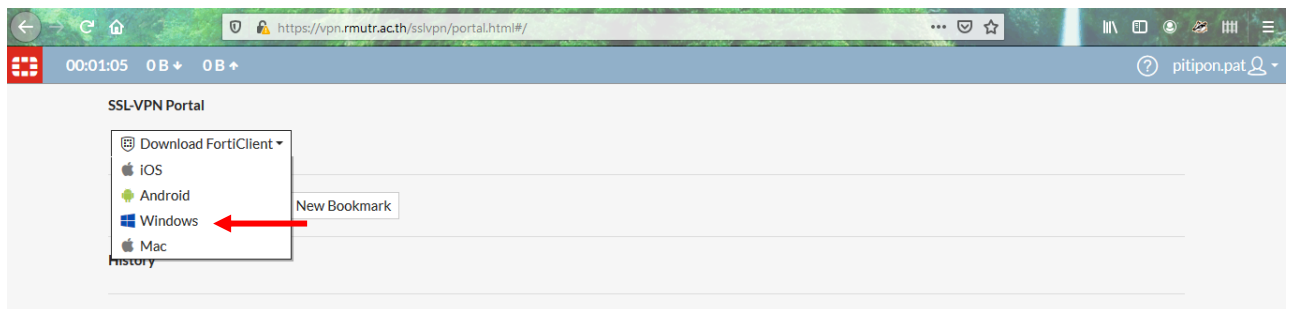 https://vpn.rmutr.ac.th/sslvpn/portal.html#/
00:01:05 0 B 0 B pitipon.pat
SSL-VPN Portal
Download FortiClient
iOS
Android
New Bookmark
Windows
Mac
History